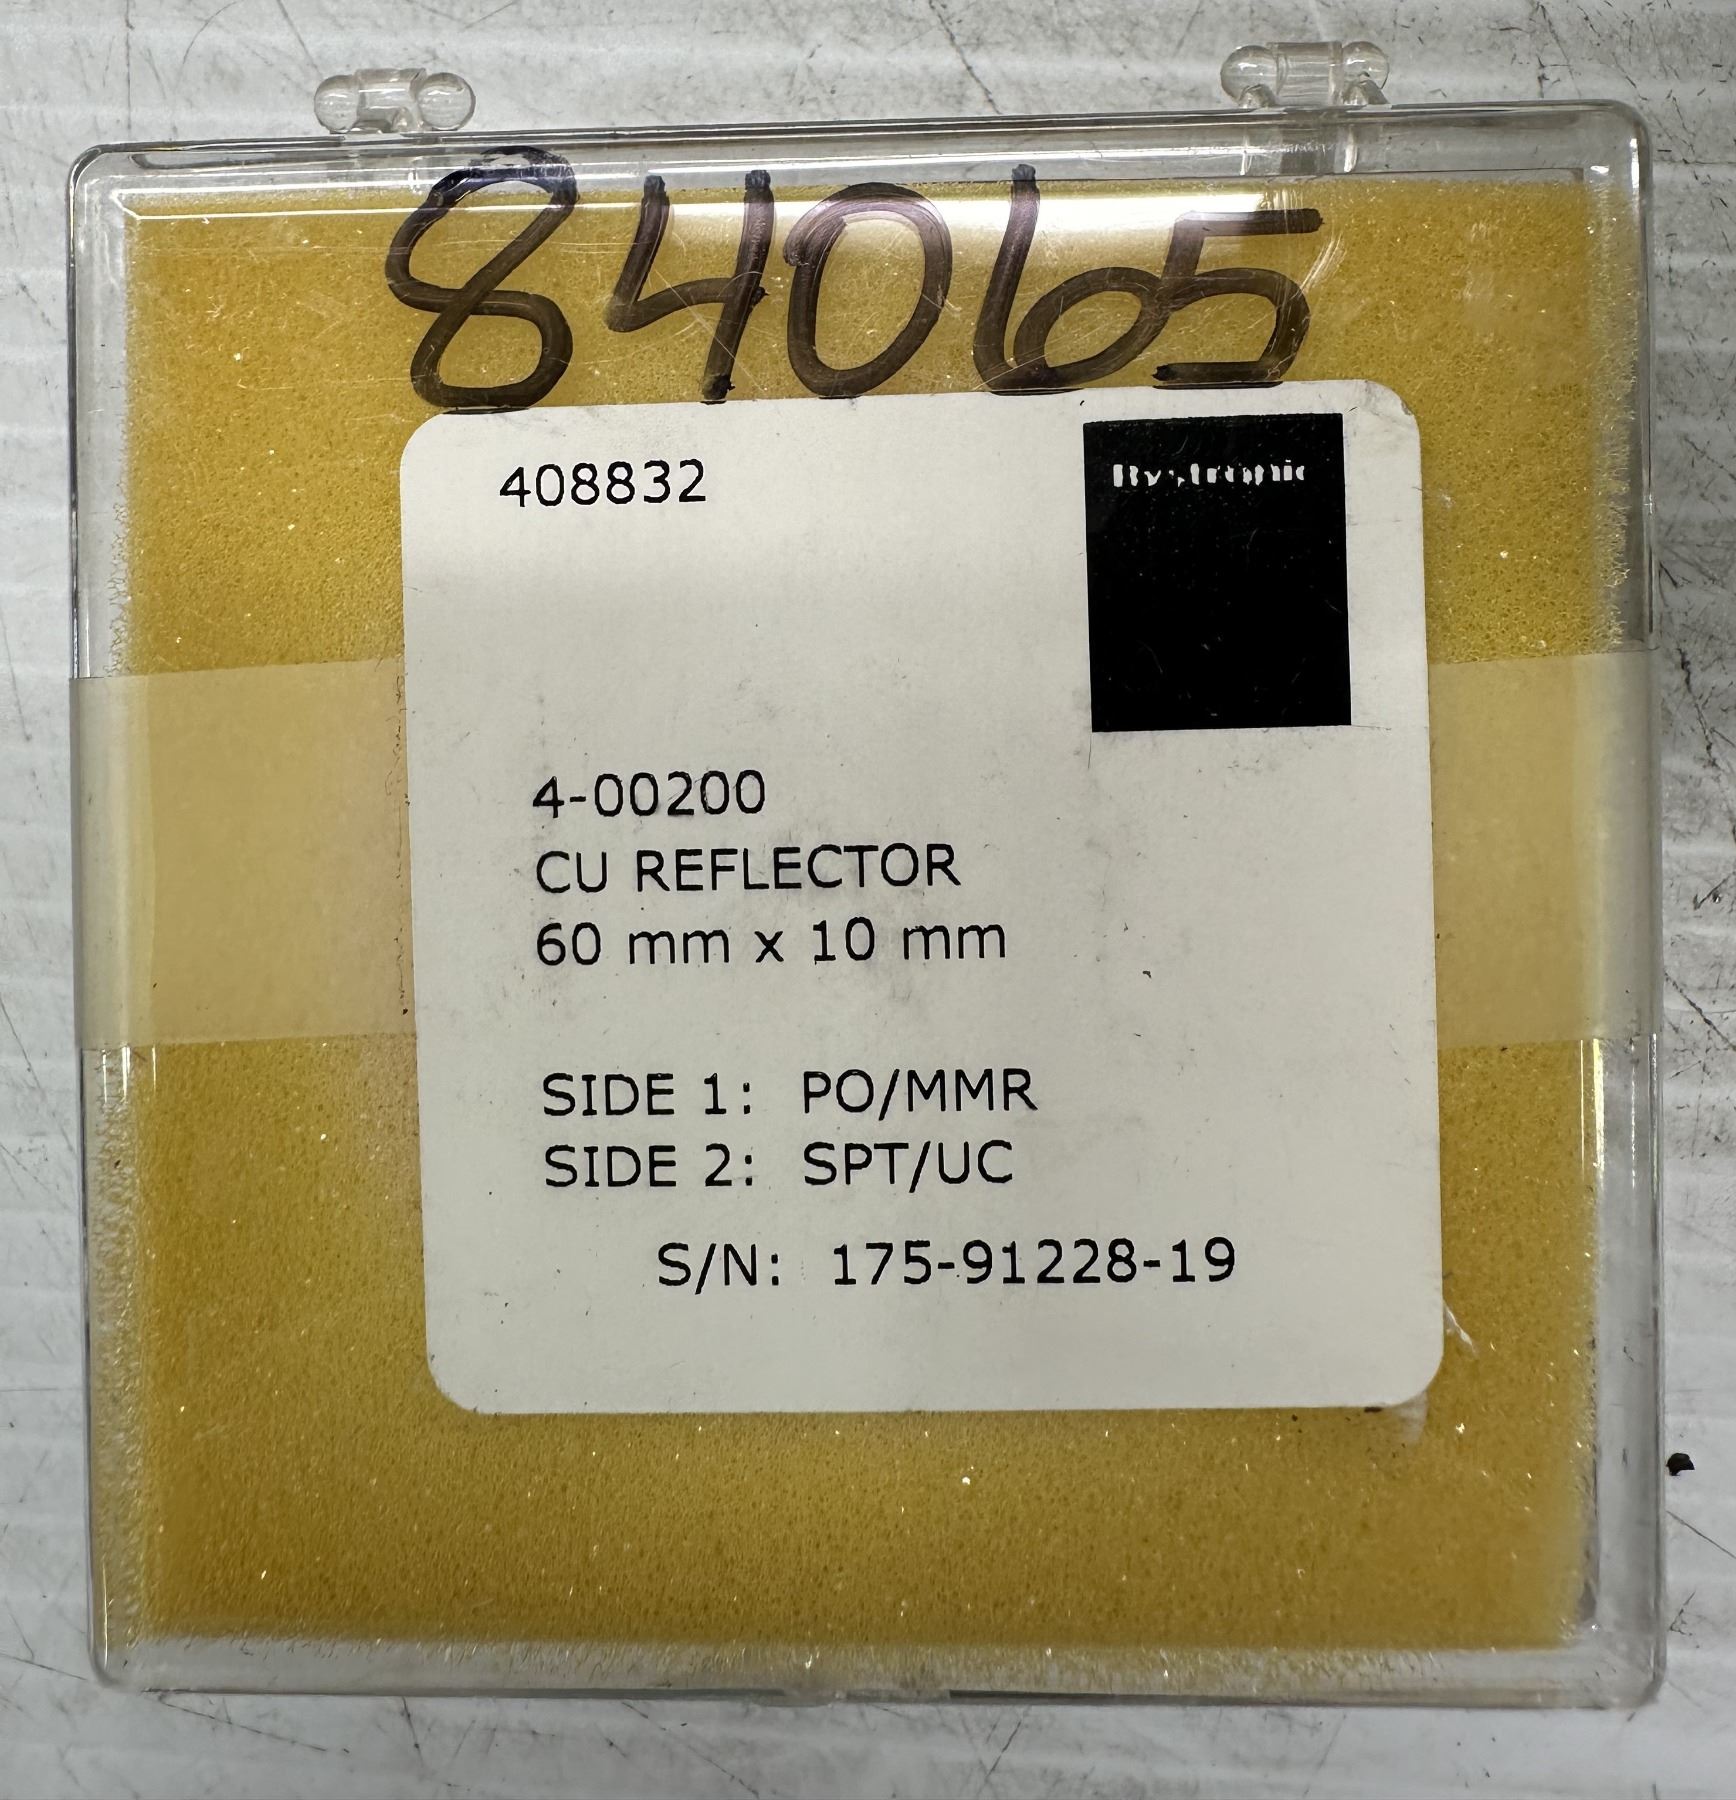 84065
408832
Bystronic
4-00200
CU REFLECTOR
60 mm x 10 mm
SIDE 1: PO/MMR
SIDE 2: SPT/UC
S/N: 175-91228-19